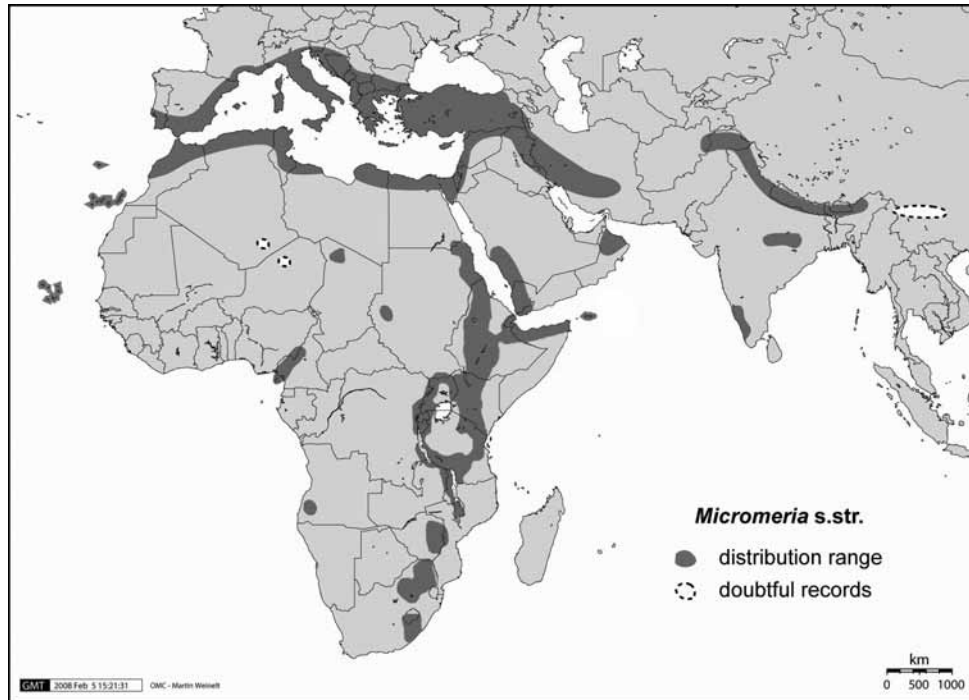 Micromeria s.str.
distribution range
doubtful records
km
0 500 1000
GMT 2008 Feb 5 15:21:31 OMC - Martin Weinelt